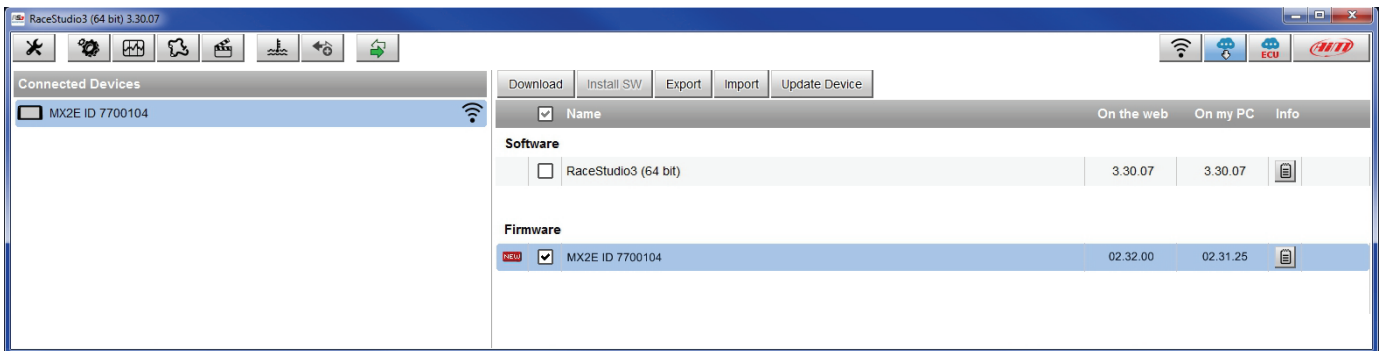 RaceStudio3 (64 bit) 3.30.07
ECU
AiM
Connected Devices
Download Install SW Export Import Update Device
MX2E ID 7700104
Name On the web On my PC Info
Software
RaceStudio3 (64 bit) 3.30.07 3.30.07
Firmware
NEW MX2E ID 7700104 02.32.00 02.31.25